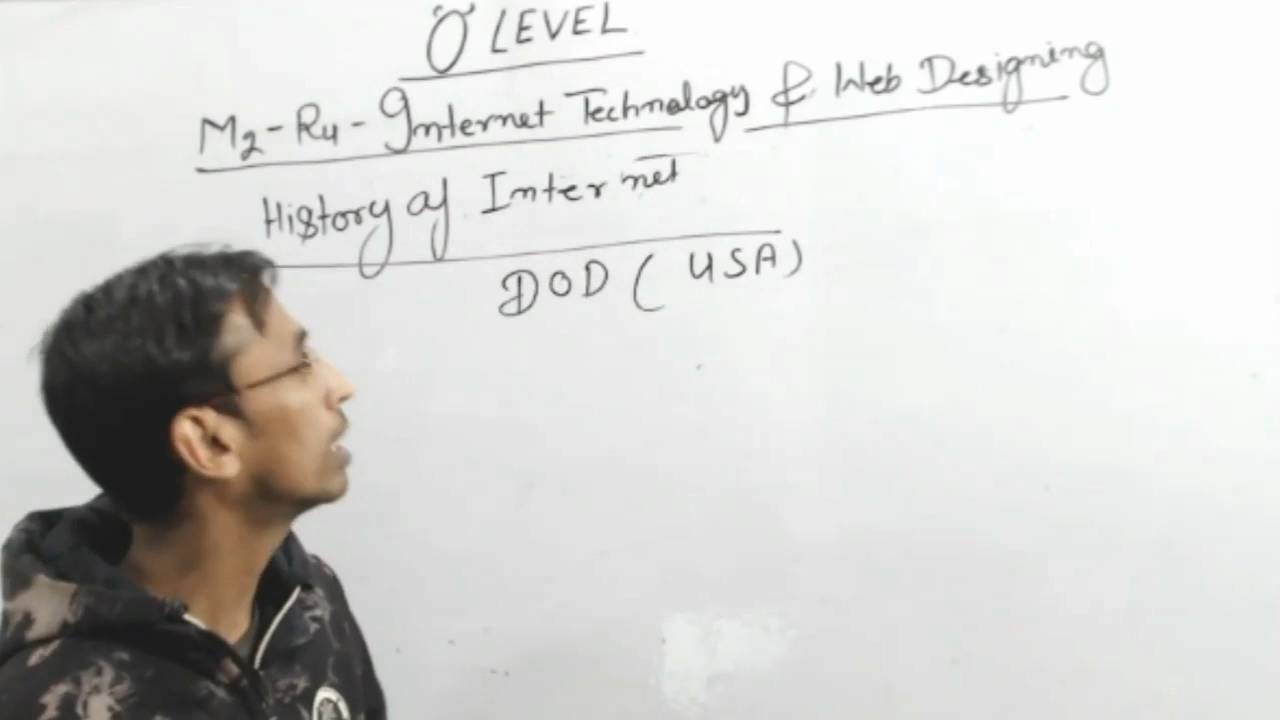 "O" LEVEL
M2-R4-Internet Technology & Web Designing
History of Internet
DOD (USA)